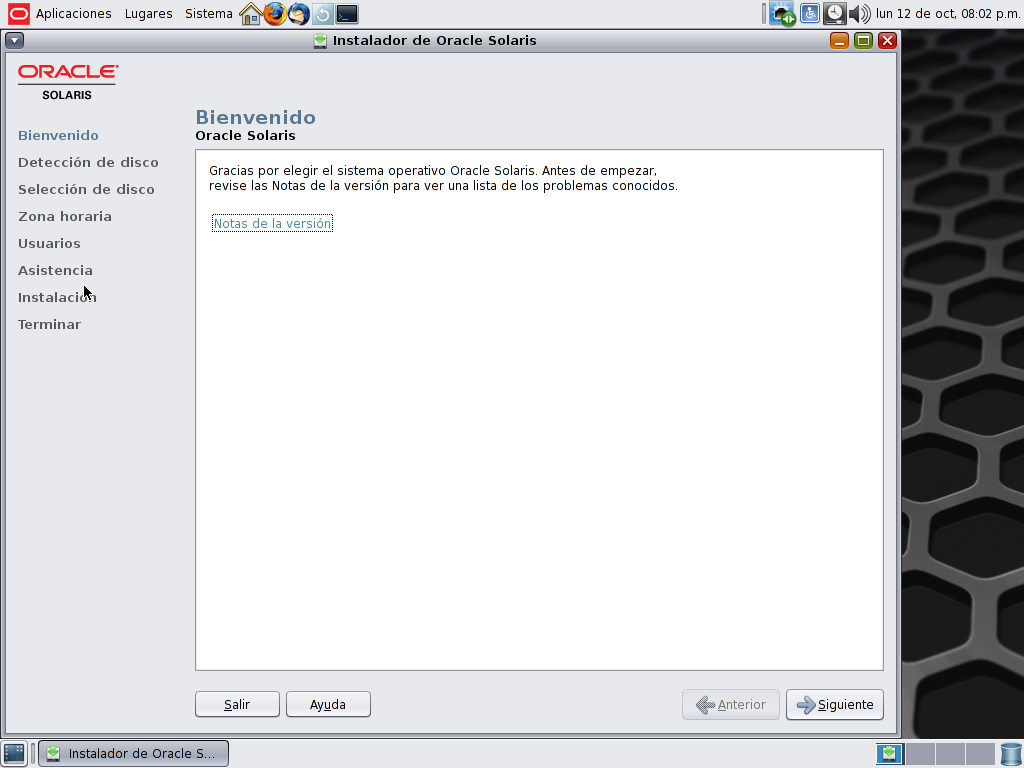 Aplicaciones Lugares Sistema lun 12 de oct, 08:02 p.m.
Instalador de Oracle Solaris
ORACLE
SOLARIS
Bienvenido
Detección de disco
Selección de disco
Zona horaria
Usuarios
Asistencia
Instalación
Terminar
Bienvenido
Oracle Solaris
Gracias por elegir el sistema operativo Oracle Solaris. Antes de empezar,
revise las Notas de la versión para ver una lista de los problemas conocidos.
Notas de la versión
Salir Ayuda Anterior Siguiente
Instalador de Oracle S...